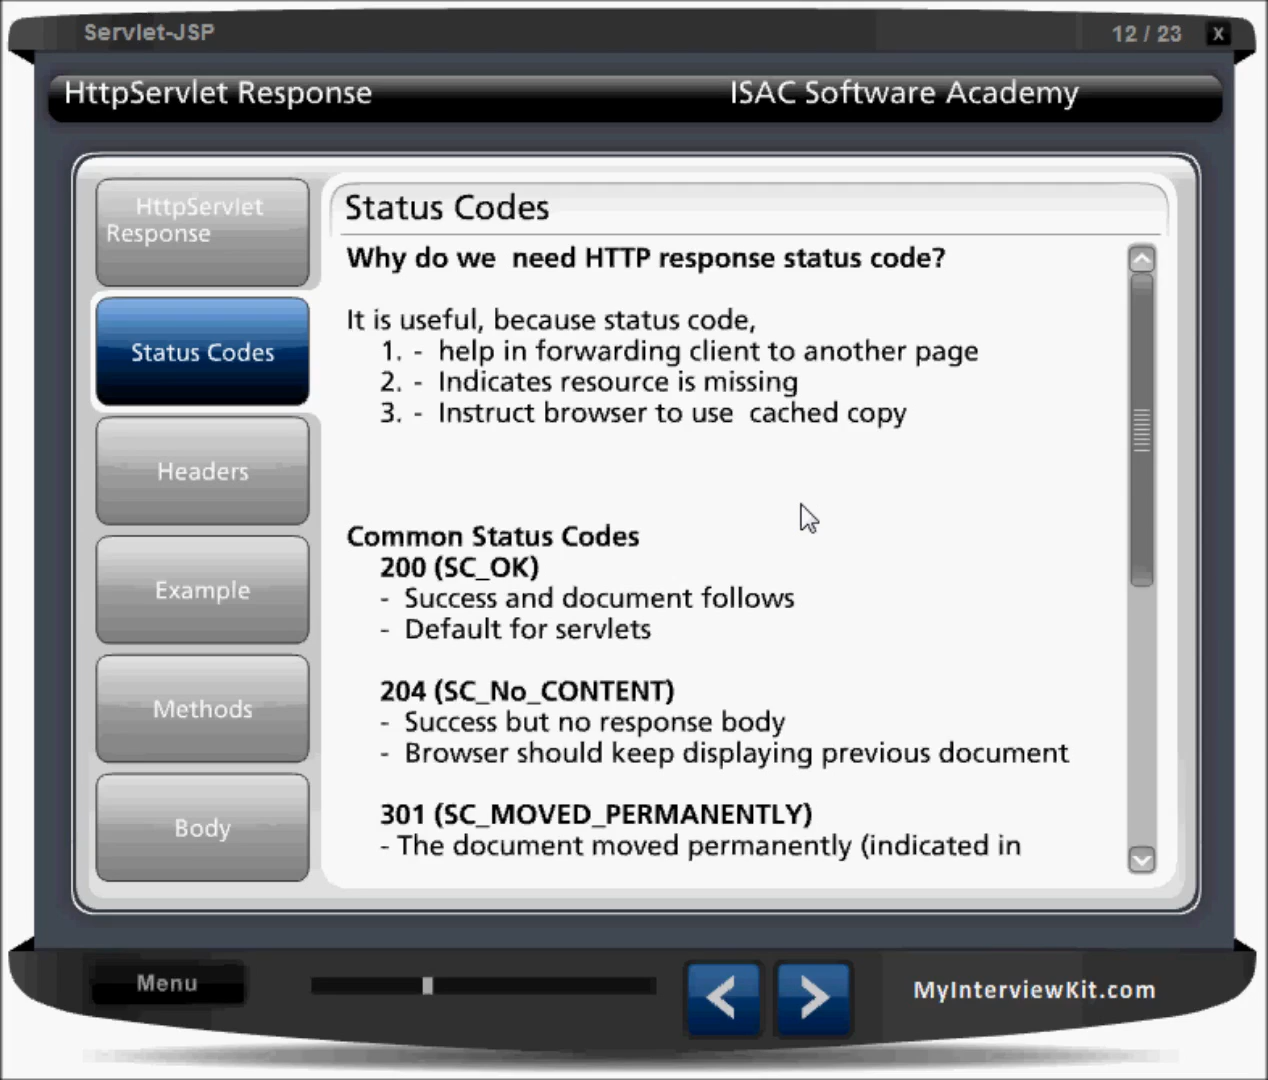 Servlet-JSP
12 / 23
X
HttpServlet Response
ISAC Software Academy
HttpServlet
Response
Status Codes
Headers
Example
Methods
Body
Status Codes
Why do we  need HTTP response status code?
It is useful, because status code,
1. -  help in forwarding client to another page
2. -  Indicates resource is missing
3. -  Instruct browser to use  cached copy
Common Status Codes
200 (SC_OK)
-  Success and document follows
-  Default for servlets
204 (SC_No_CONTENT)
-  Success but no response body
-  Browser should keep displaying previous document
301 (SC_MOVED_PERMANENTLY)
- The document moved permanently (indicated in
Menu
MyInterviewKit.com